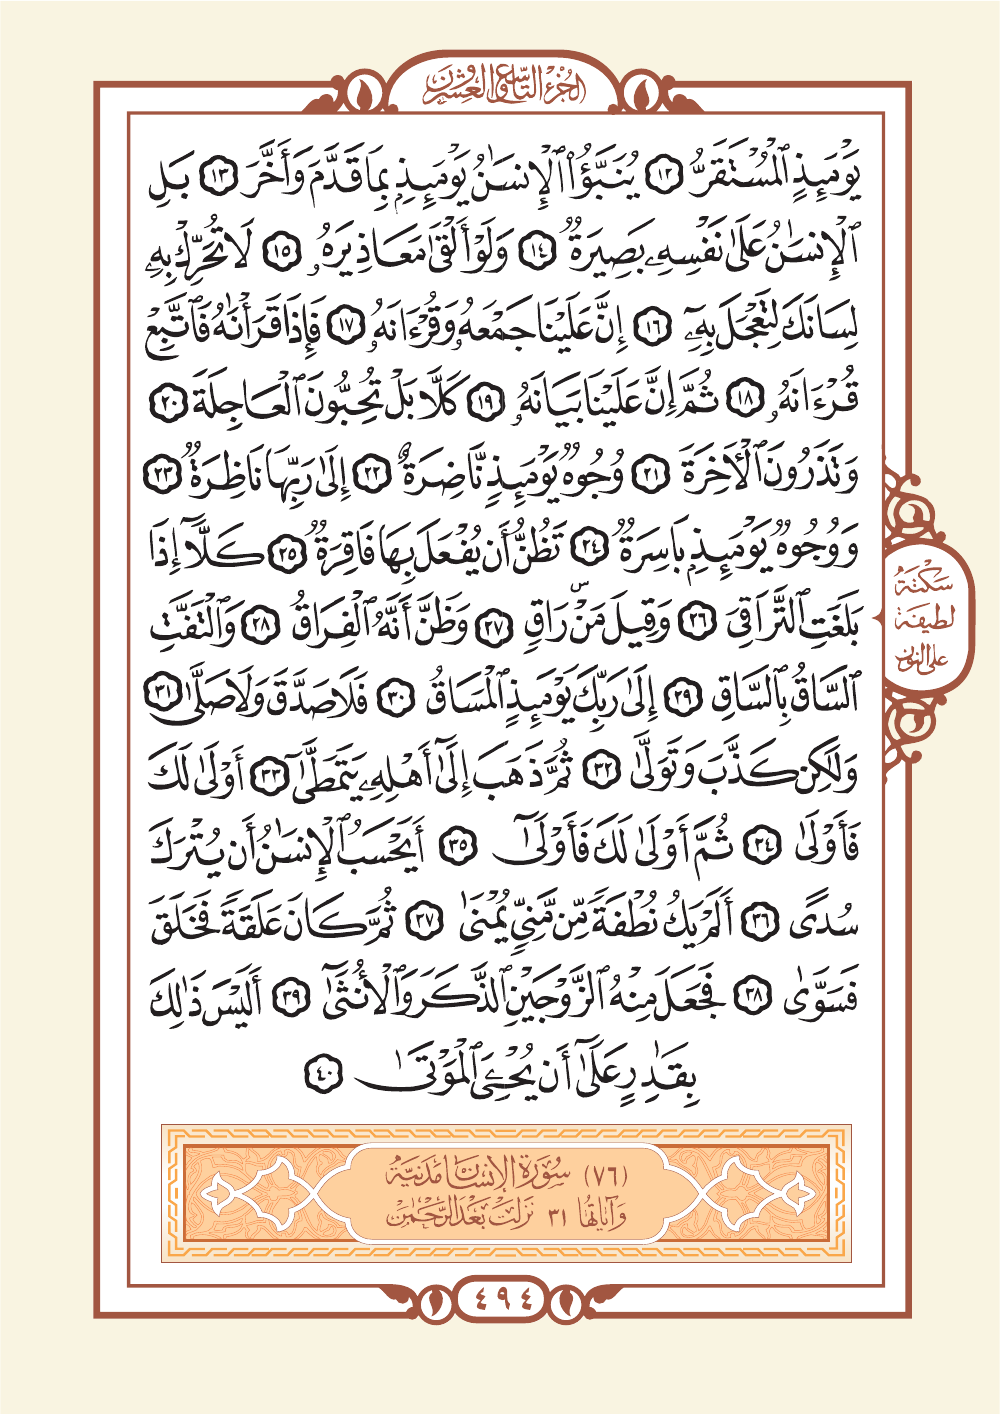 الجزء التاسع والعشرون
يَوْمَئِذٍ ٱلْمُسْتَقَرُّ ١٢ يُنَبَّؤُا۟ ٱلْإِنسَٰنُ يَوْمَئِذٍۭ بِمَا قَدَّمَ وَأَخَّرَ ١٣ بَلِ
ٱلْإِنسَٰنُ عَلَىٰ نَفْسِهِۦ بَصِيرَةٌ ١٤ وَلَوْ أَلْقَىٰ مَعَاذِيرَهُۥ ١٥ لَا تُحَرِّكْ بِهِۦ
لِسَانَكَ لِتَعْجَلَ بِهِۦٓ ١٦ إِنَّ عَلَيْنَا جَمْعَهُۥ وَقُرْءَانَهُۥ ١٧ فَإِذَا قَرَأْنَٰهُ فَٱتَّبِعْ
قُرْءَانَهُۥ ١٨ ثُمَّ إِنَّ عَلَيْنَا بَيَانَهُۥ ١٩ كَلَّا بَلْ تُحِبُّونَ ٱلْعَاجِلَةَ ٢٠
وَتَذَرُونَ ٱلْأَخِرَةَ ٢١ وُجُوهٌ يَوْمَئِذٍ نَّاضِرَةٌ ٢٢ إِلَىٰ رَبِّهَا نَاظِرَةٌ ٢٣
وَوُجُوهٌ يَوْمَئِذٍۭ بَاسِرَةٌ ٢٤ تَظُنُّ أَن يُفْعَلَ بِهَا فَاقِرَةٌ ٢٥ كَلَّآ إِذَا
بَلَغَتِ ٱلتَّرَاقِىَ ٢٦ وَقِيلَ مَنْۜ رَاقٍ ٢٧ وَظَنَّ أَنَّهُ ٱلْفِرَاقُ ٢٨ وَٱلْتَفَّتِ
ٱلسَّاقُ بِٱلسَّاقِ ٢٩ إِلَىٰ رَبِّكَ يَوْمَئِذٍ ٱلْمَسَاقُ ٣٠ فَلَا صَدَّقَ وَلَا صَلَّىٰ ٣١
وَلَٰكِن كَذَّبَ وَتَوَلَّىٰ ٣٢ ثُمَّ ذَهَبَ إِلَىٰٓ أَهْلِهِۦ يَتَمَطَّىٰٓ ٣٣ أَوْلَىٰ لَكَ
فَأَوْلَىٰ ٣٤ ثُمَّ أَوْلَىٰ لَكَ فَأَوْلَىٰٓ ٣٥ أَيَحْسَبُ ٱلْإِنسَٰنُ أَن يُتْرَكَ
سُدًى ٣٦ أَلَمْ يَكُ نُطْفَةً مِّن مَّنِىٍّ يُمْنَىٰ ٣٧ ثُمَّ كَانَ عَلَقَةً فَخَلَقَ
فَسَوَّىٰ ٣٨ فَجَعَلَ مِنْهُ ٱلزَّوْجَيْنِ ٱلذَّكَرَ وَٱلْأُنثَىٰٓ ٣٩ أَلَيْسَ ذَٰلِكَ
بِقَٰدِرٍ عَلَىٰٓ أَن يُحْـِۧىَ ٱلْمَوْتَىٰ ٤٠
سَكْتَةٌ
لَطِيفَة
على النون
(٧٦) سُورَة الإنسَان مَدَنيَّة
وَآيَاتها ٣١ نَزلَتْ بَعْدَ الرَّحْمٰن
٤٩٤